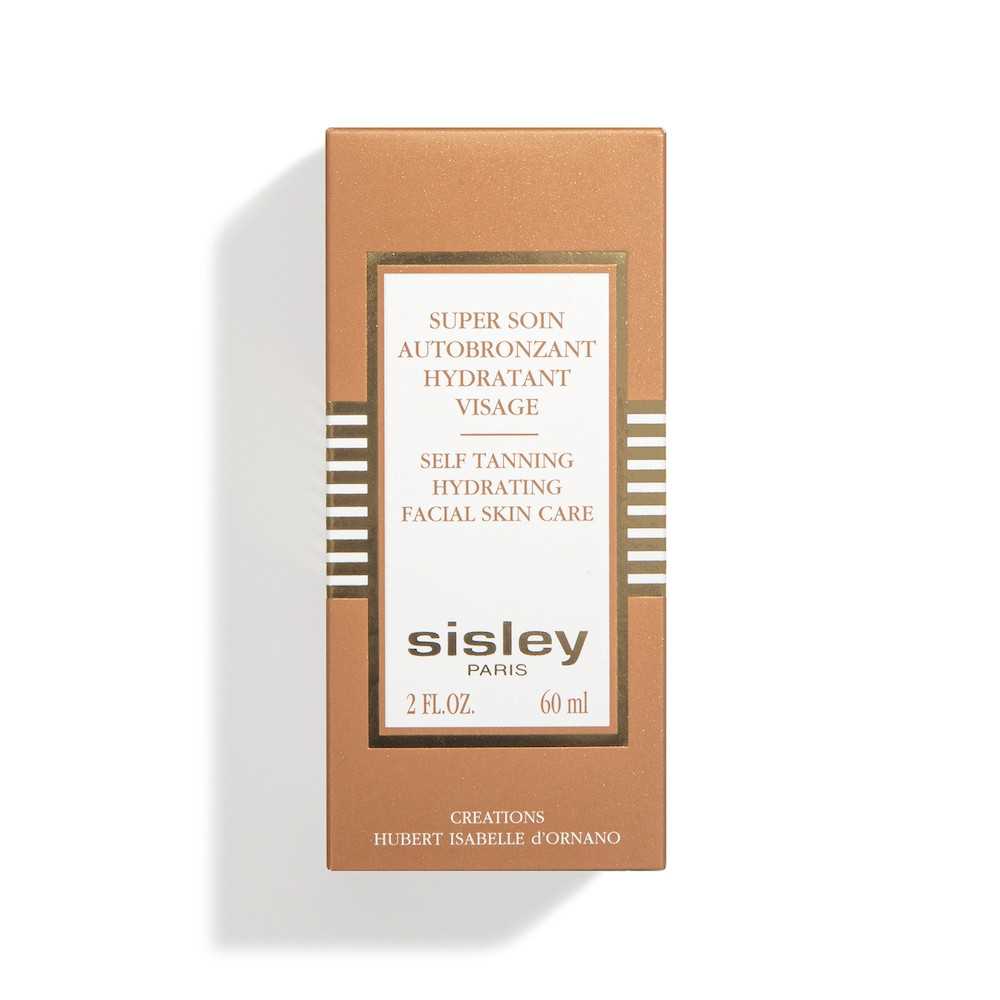 SUPER SOIN
AUTOBRONZANT
HYDRATANT
VISAGE
SELF TANNING
HYDRATING
FACIAL SKIN CARE
sisley
PARIS
2 FL.OZ. 60 ml
CREATIONS
HUBERT ISABELLE d'ORNANO